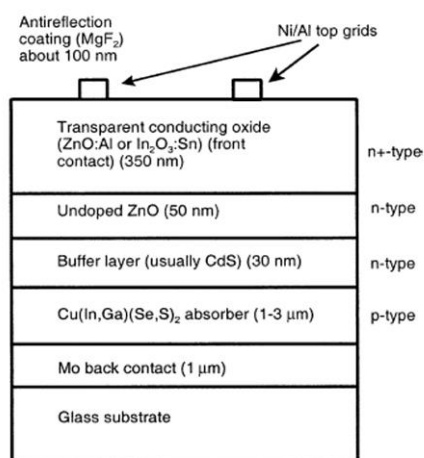 Antireflection
coating (MgF₂)
about 100 nm
Ni/Al top grids
Transparent conducting oxide
(ZnO:Al or In₂O₃:Sn) (front
contact) (350 nm)
n+-type
Undoped ZnO (50 nm)
n-type
Buffer layer (usually CdS) (30 nm)
n-type
Cu(In,Ga)(Se,S)₂ absorber (1-3 μm)
p-type
Mo back contact (1 μm)
Glass substrate